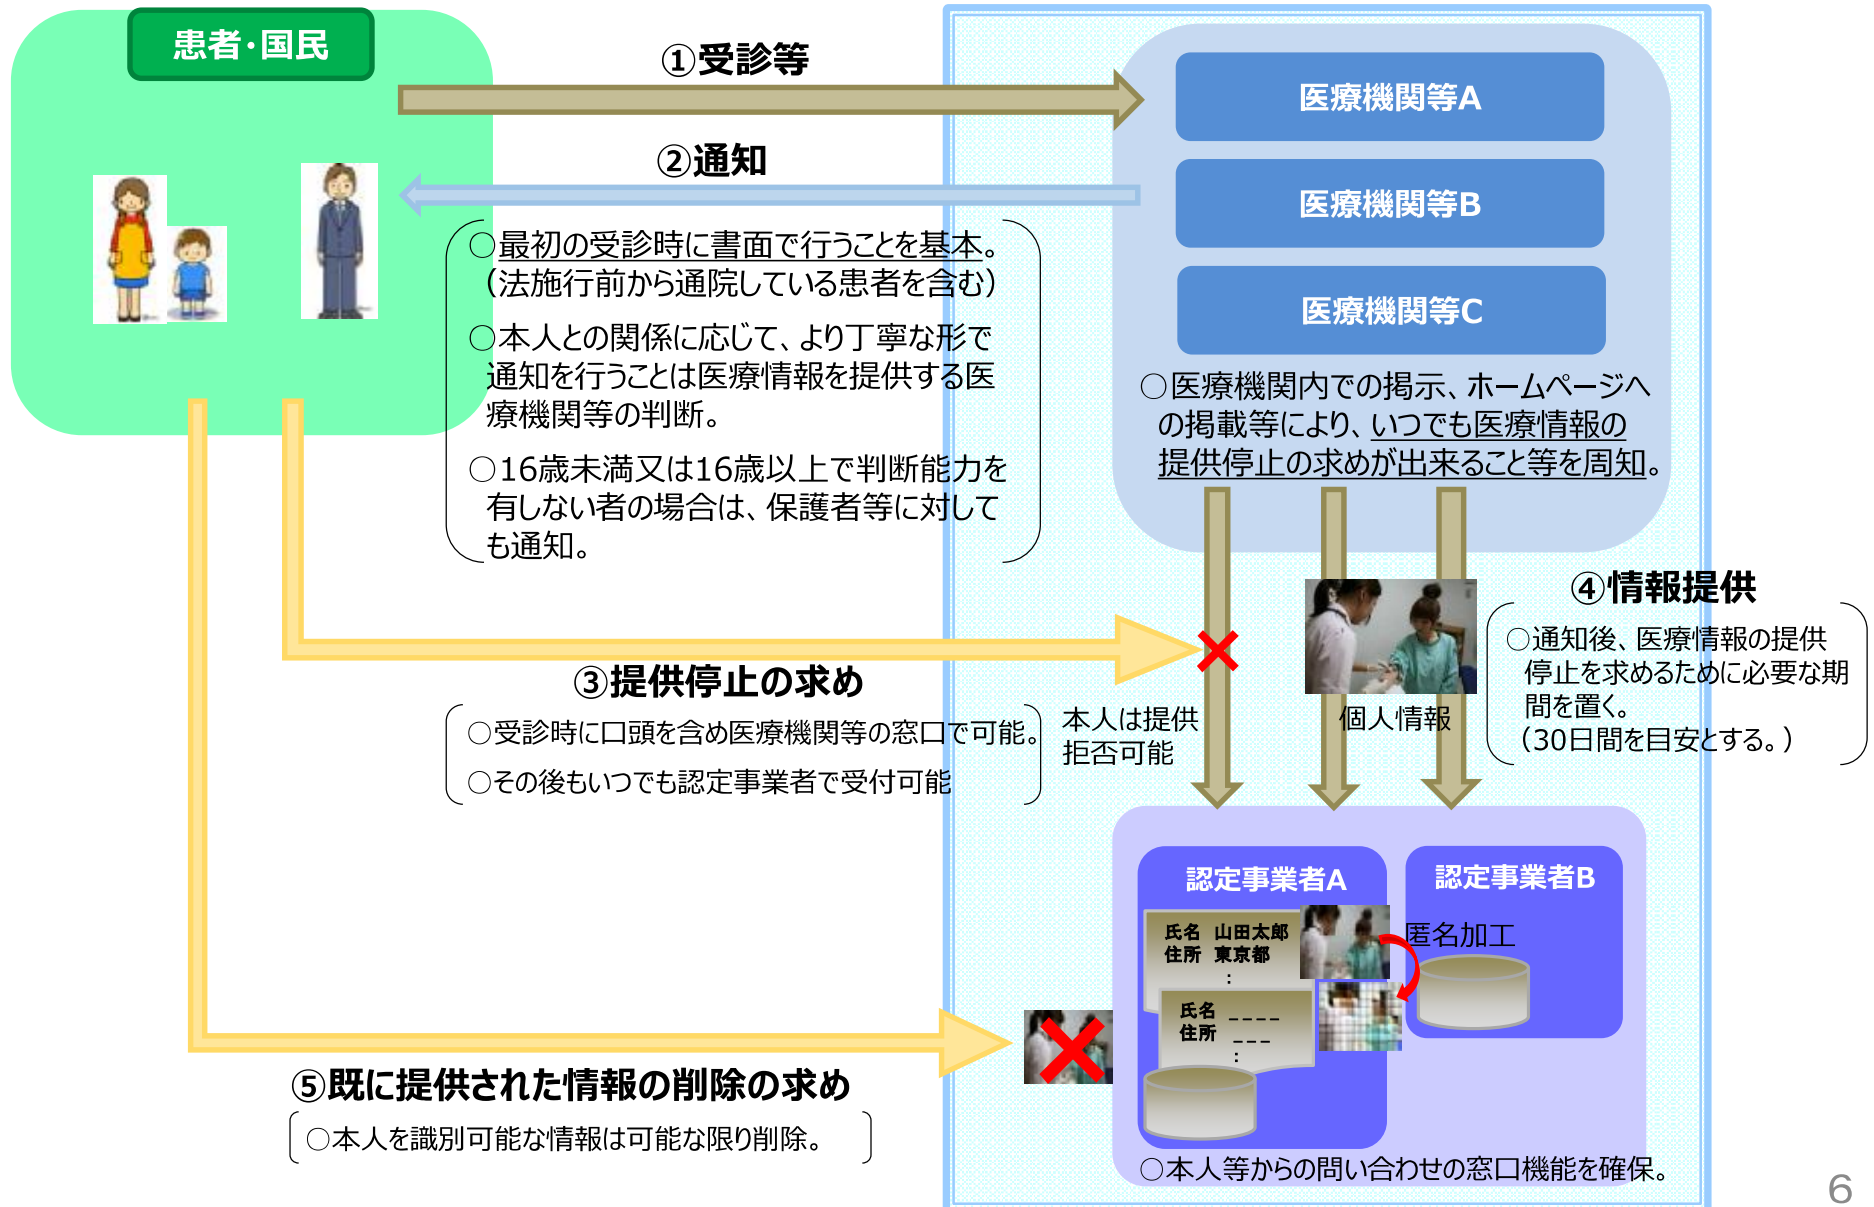 患者・国民
①受診等
医療機関等A
②通知
医療機関等B
○最初の受診時に書面で行うことを基本。
（法施行前から通院している患者を含む）
○本人との関係に応じて、より丁寧な形で
通知を行うことは医療情報を提供する医
療機関等の判断。
○16歳未満又は16歳以上で判断能力を
有しない者の場合は、保護者等に対して
も通知。
医療機関等C
○医療機関内での掲示、ホームページへ
の掲載等により、いつでも医療情報の
提供停止の求めが出来ること等を周知。
④情報提供
○通知後、医療情報の提供
停止を求めるために必要な期
間を置く。
（30日間を目安とする。）
③提供停止の求め
○受診時に口頭を含め医療機関等の窓口で可能。
○その後もいつでも認定事業者で受付可能
本人は提供
拒否可能
個人情報
認定事業者A
認定事業者B
氏名 山田太郎
住所 東京都
：
匿名加工
氏名 ＿＿＿＿
住所 ＿＿＿
：
⑤既に提供された情報の削除の求め
○本人を識別可能な情報は可能な限り削除。
○本人等からの問い合わせの窓口機能を確保。
6